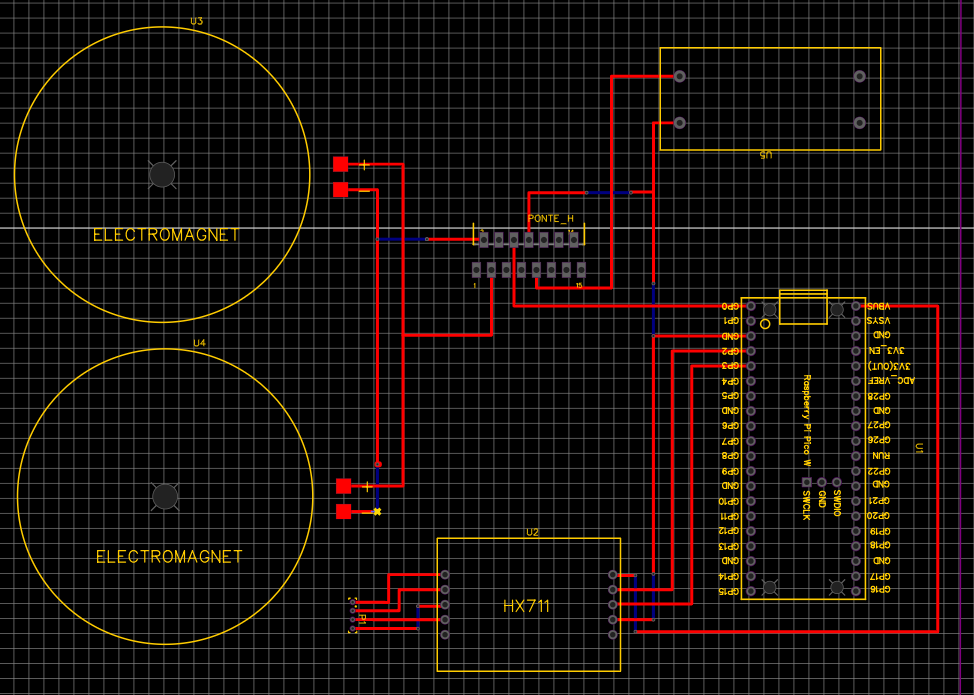 U3
+
−
ELECTROMAGNET
U4
+
ELECTROMAGNET
PONTE_H
1
15
U5
U2
HX711
P1
U1
Raspberry Pi Pico W
GP0
GP1
GND
GP2
GP3
GP4
GP5
GND
GP6
GP7
GP8
GP9
GND
GP10
GP11
GP12
GP13
GND
GP14
GP15
VBUS
VSYS
GND
3V3_EN
3V3(OUT)
ADC_VREF
GP28
GND
GP27
GP26
RUN
GP22
GND
GP21
GP20
GP19
GP18
GND
GP17
GP16
SWCLK
GND
SWDIO